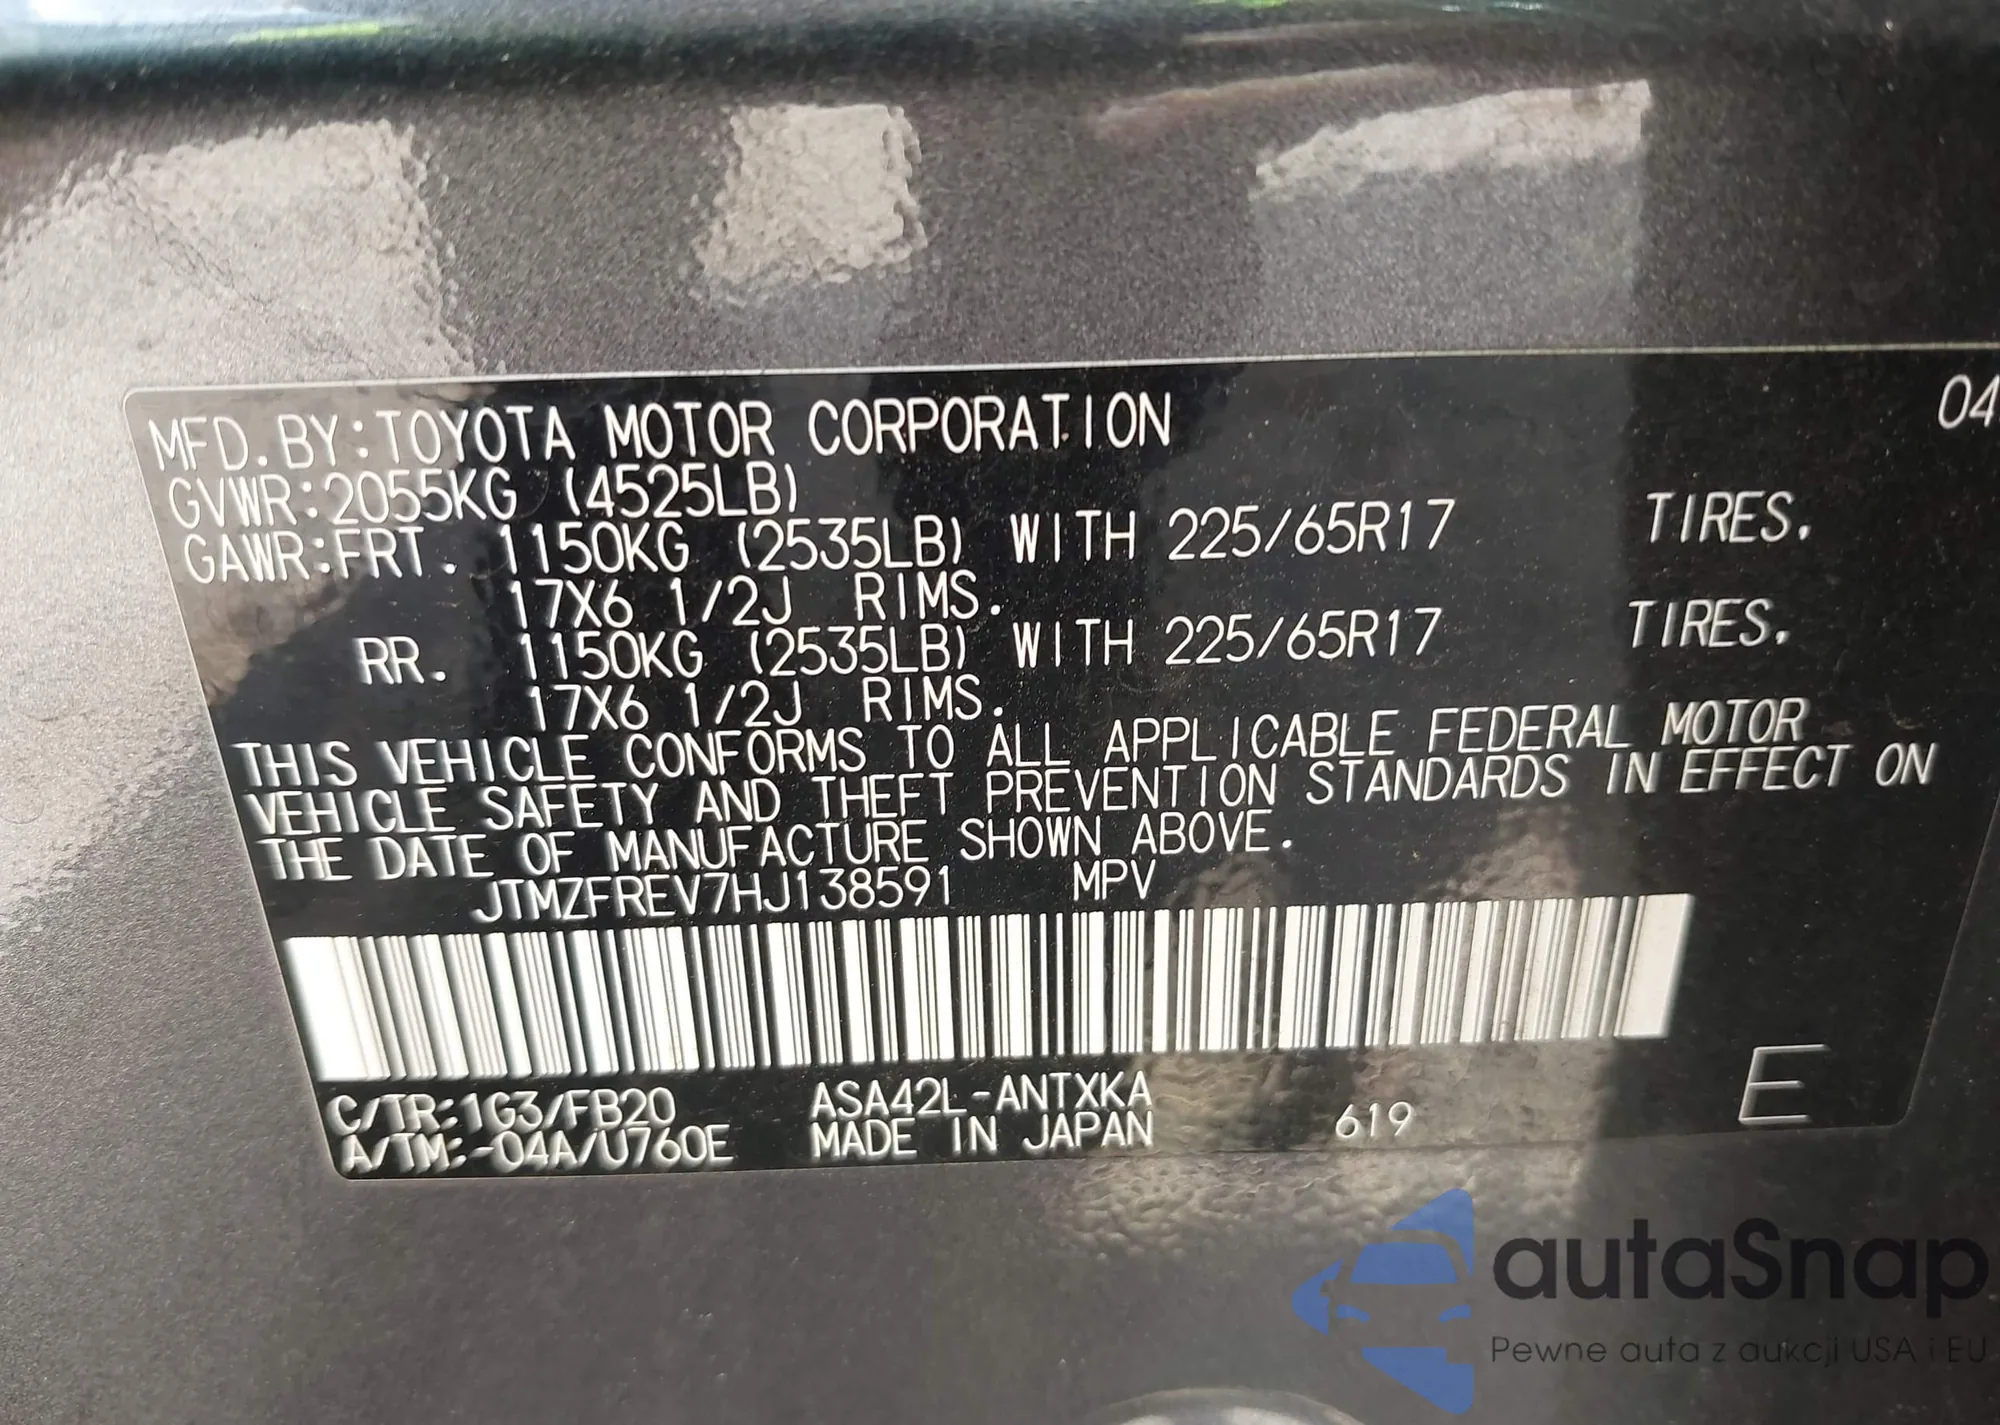 MFD. BY:TOYOTA MOTOR CORPORATION 04
GVWR:2055KG (4525LB)
GAWR:FRT. 1150KG (2535LB) WITH 225/65R17 TIRES.
17X6 1/2J RIMS.
RR. 1150KG (2535LB) WITH 225/65R17 TIRES.
17X6 1/2J RIMS.
THIS VEHICLE CONFORMS TO ALL APPLICABLE FEDERAL MOTOR
VEHICLE SAFETY AND THEFT PREVENTION STANDARDS IN EFFECT ON
THE DATE OF MANUFACTURE SHOWN ABOVE.
JTMZFREV7HJ138591 MPV
C/TR:1G3/FB20 ASA42L-ANTXKA
A/TM:-04A/U760E MADE IN JAPAN 619 E
autaSnap
Pewne auta z aukcji USA i EU